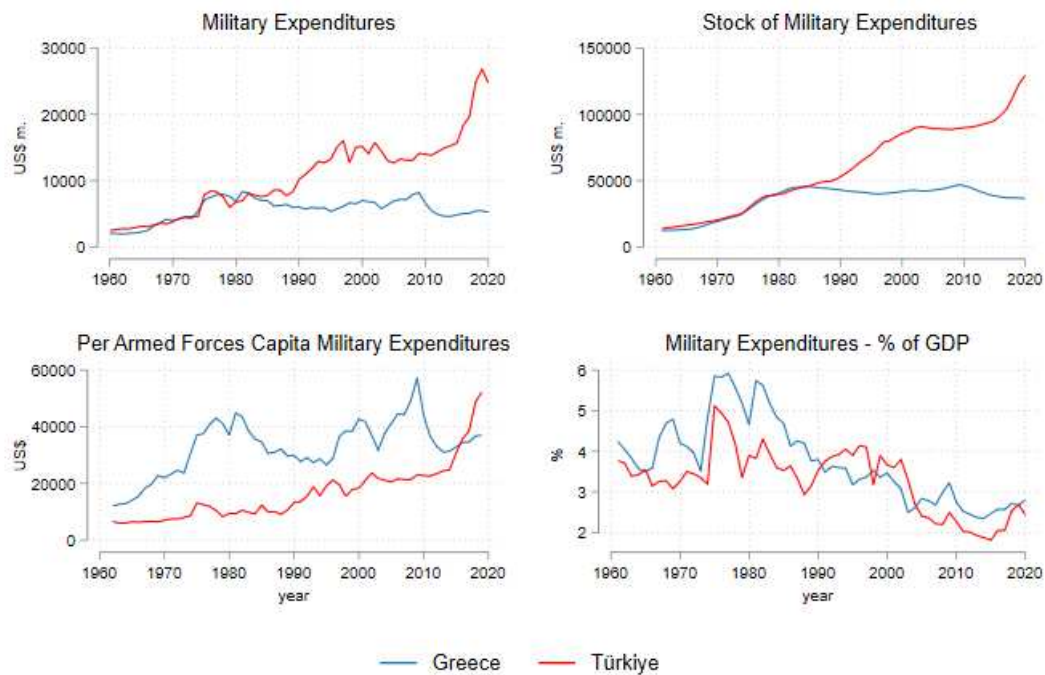 Military Expenditures
30000
20000
10000
0
US$ m.
1960 1970 1980 1990 2000 2010 2020
Stock of Military Expenditures
150000
100000
50000
0
US$ m.
1960 1970 1980 1990 2000 2010 2020
Per Armed Forces Capita Military Expenditures
60000
40000
20000
0
US$
1960 1970 1980 1990 2000 2010 2020
year
Military Expenditures - % of GDP
6
5
4
3
2
%
1960 1970 1980 1990 2000 2010 2020
year
Greece Türkiye